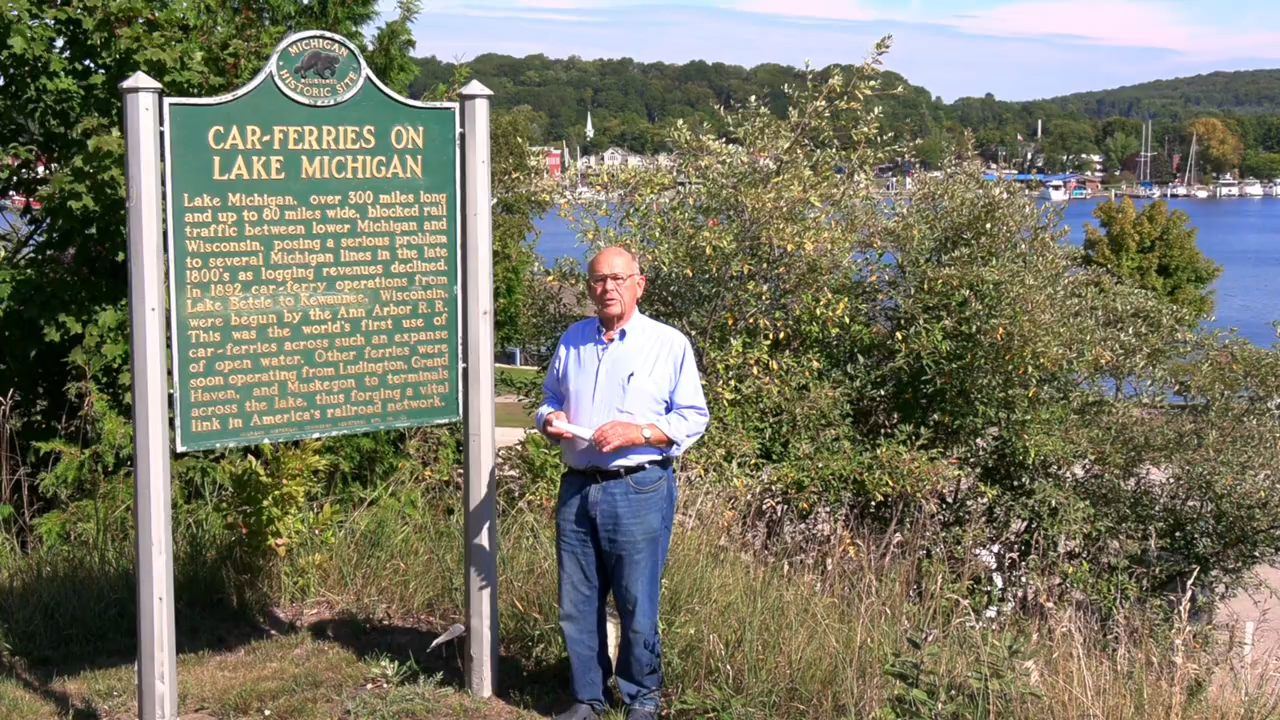 MICHIGAN
REGISTERED
HISTORIC SITE
CAR-FERRIES ON
LAKE MICHIGAN
Lake Michigan, over 300 miles long
and up to 80 miles wide, blocked rail
traffic between lower Michigan and
Wisconsin, posing a serious problem
to several Michigan lines in the late
1800's as logging revenues declined.
In 1892 car-ferry operations from
Lake Betsie to Kewaunee, Wisconsin,
were begun by the Ann Arbor R. R.
This was the world's first use of
car-ferries across such an expanse
of open water. Other ferries were
soon operating from Ludington, Grand
Haven, and Muskegon to terminals
across the lake, thus forging a vital
link in America's railroad network.